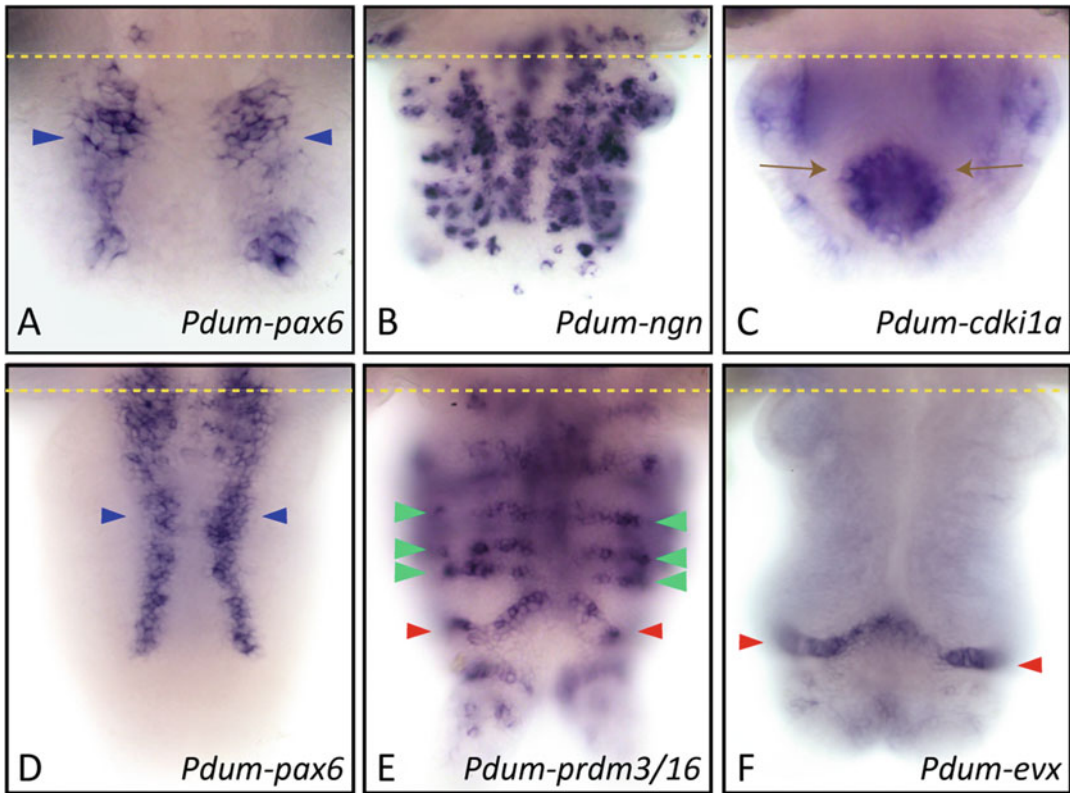 A Pdum-pax6
B Pdum-ngn
C Pdum-cdki1a
D Pdum-pax6
E Pdum-prdm3/16
F Pdum-evx